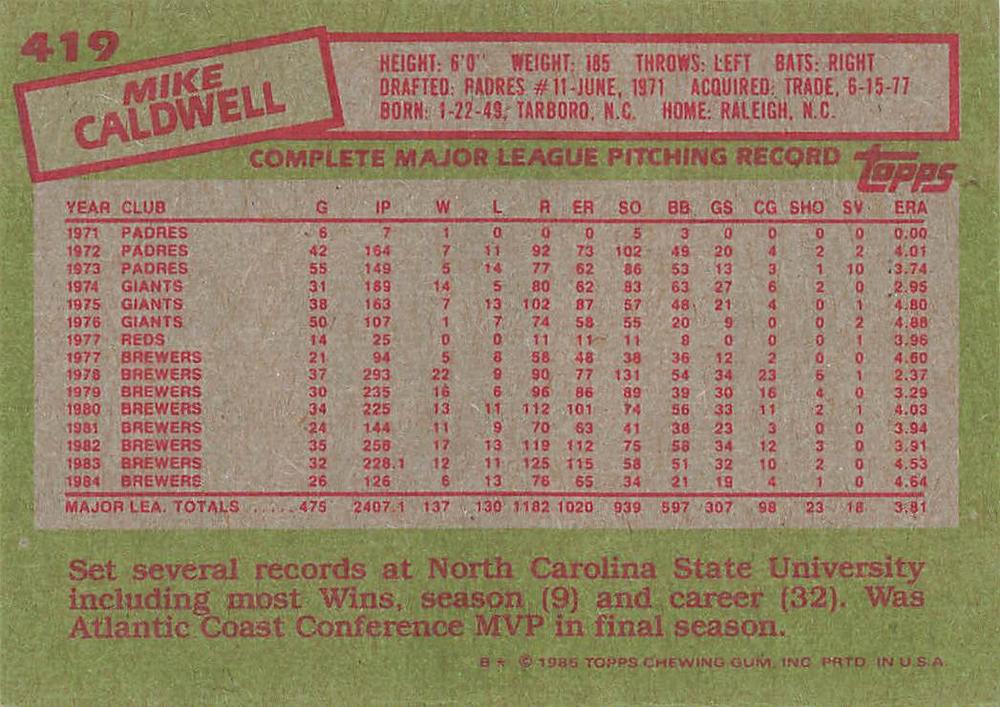 419
MIKE
CALDWELL
HEIGHT: 6'0" WEIGHT: 185 THROWS: LEFT BATS: RIGHT
DRAFTED: PADRES #11-JUNE, 1971 ACQUIRED: TRADE, 6-15-77
BORN: 1-22-49, TARBORO, N.C. HOME: RALEIGH, N.C.
COMPLETE MAJOR LEAGUE PITCHING RECORD
topps
YEAR CLUB G IP W L R ER SO BB GS CG SHO SV ERA
1971 PADRES 6 7 1 0 0 0 5 3 0 0 0 0 0.00
1972 PADRES 42 164 7 11 92 73 102 49 20 4 2 2 4.01
1973 PADRES 55 149 5 14 77 62 86 53 13 3 1 10 3.74
1974 GIANTS 31 189 14 5 80 62 83 63 27 6 2 0 2.95
1975 GIANTS 38 163 7 13 102 87 57 48 21 4 0 1 4.80
1976 GIANTS 50 107 1 7 74 58 55 20 9 0 0 2 4.88
1977 REDS 14 25 0 0 11 11 11 8 0 0 0 1 3.96
1977 BREWERS 21 94 5 8 58 48 38 36 12 2 0 0 4.60
1978 BREWERS 37 293 22 9 90 77 131 54 34 23 6 1 2.37
1979 BREWERS 30 235 16 6 96 86 89 39 30 16 4 0 3.29
1980 BREWERS 34 225 13 11 112 101 74 56 33 11 2 1 4.03
1981 BREWERS 24 144 11 9 70 63 41 38 23 3 0 0 3.94
1982 BREWERS 35 258 17 13 119 112 75 58 34 12 3 0 3.91
1983 BREWERS 32 228.1 12 11 125 115 58 51 32 10 2 0 4.53
1984 BREWERS 26 126 6 13 76 65 34 21 19 4 1 0 4.64
MAJOR LEA. TOTALS ..... 475 2407.1 137 130 1182 1020 939 597 307 98 23 18 3.81
Set several records at North Carolina State University
including most Wins, season (9) and career (32). Was
Atlantic Coast Conference MVP in final season.
B* © 1985 TOPPS CHEWING GUM, INC. PRTD. IN U.S.A.